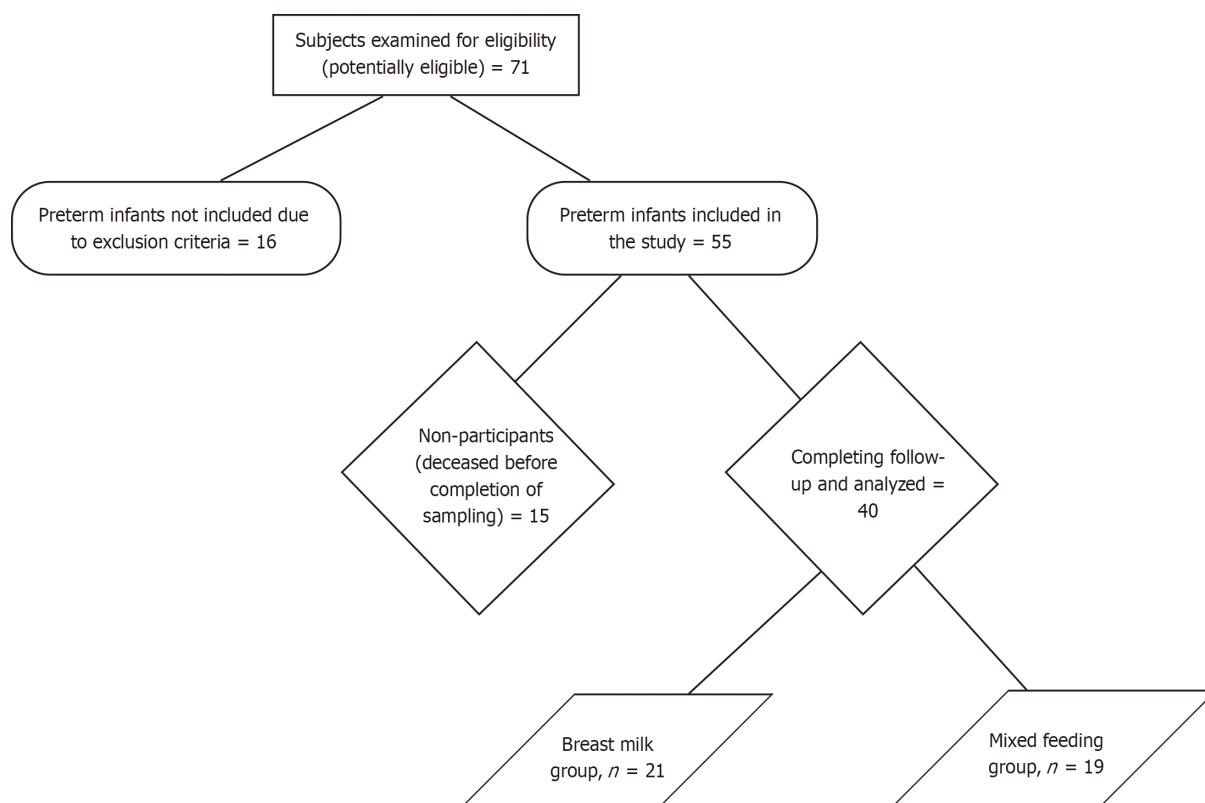 Subjects examined for eligibility
(potentially eligible) = 71
Preterm infants not included due
to exclusion criteria = 16
Preterm infants included in
the study = 55
Non-participants
(deceased before
completion of
sampling) = 15
Completing follow-
up and analyzed =
40
Breast milk
group, n = 21
Mixed feeding
group, n = 19